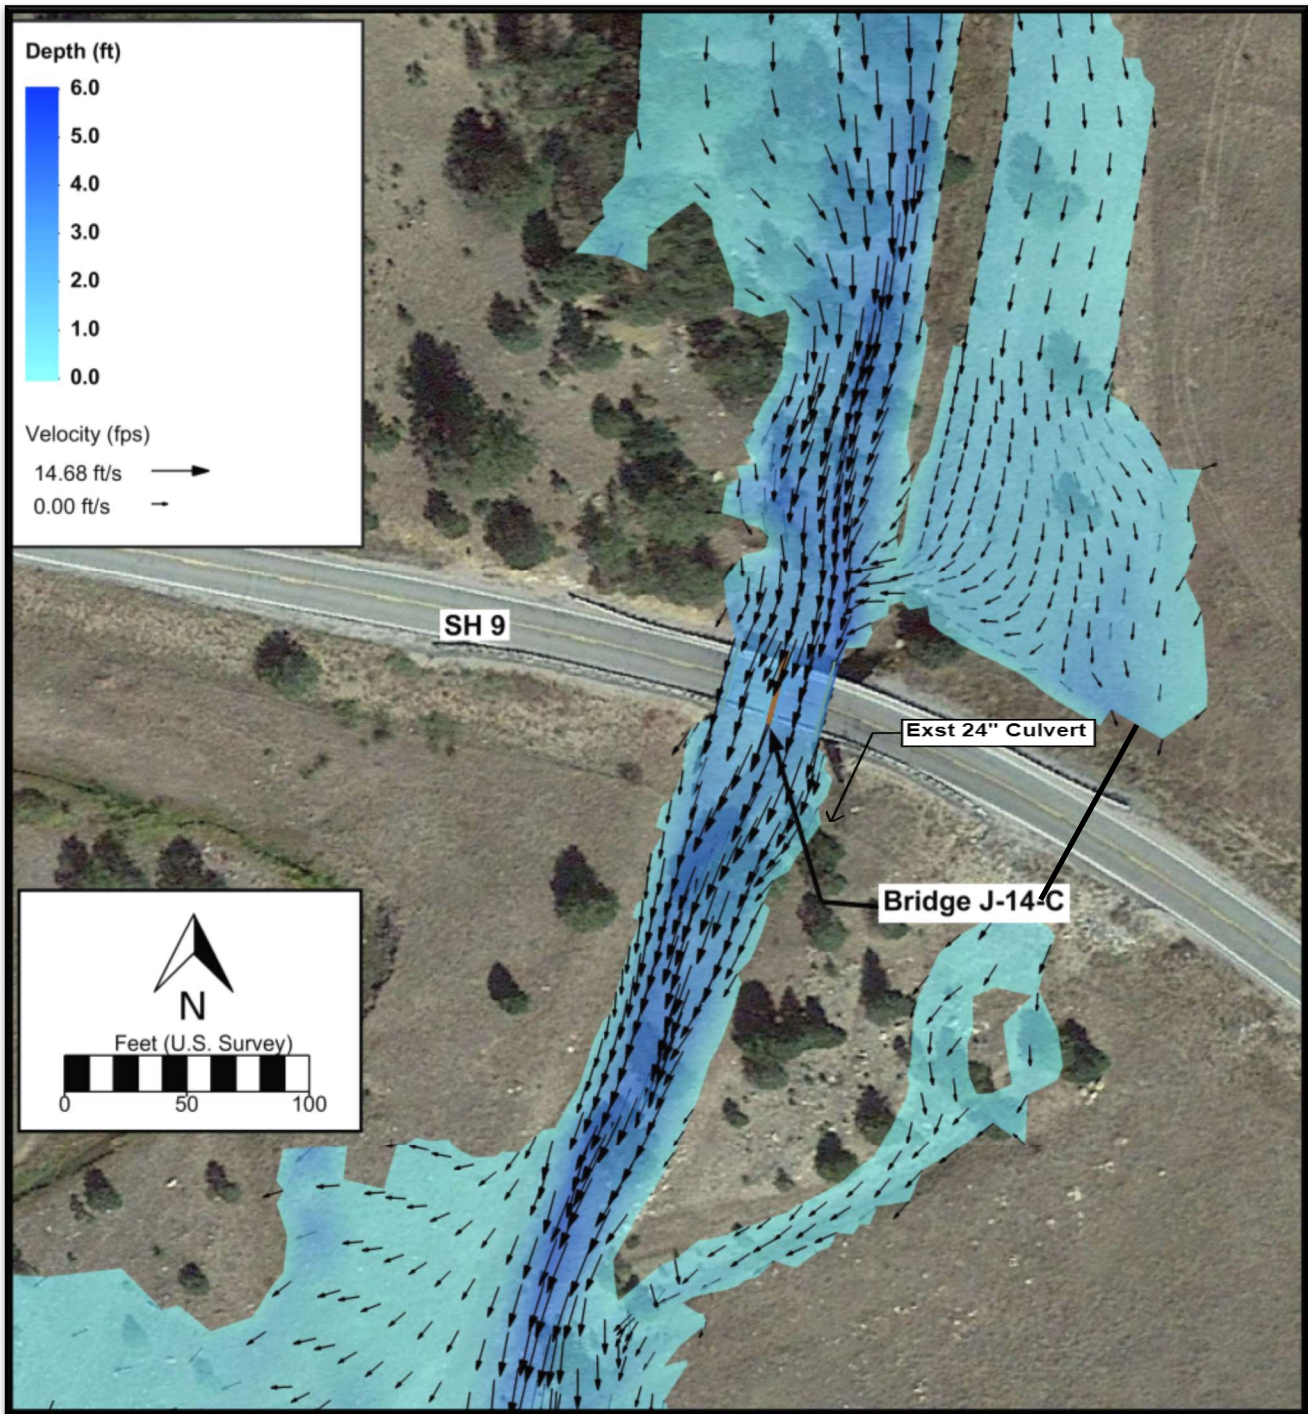 Depth (ft)
6.0
5.0
4.0
3.0
2.0
1.0
0.0
Velocity (fps)
14.68 ft/s
0.00 ft/s
SH 9
Exst 24" Culvert
Bridge J-14-C
N
Feet (U.S. Survey)
0 50 100